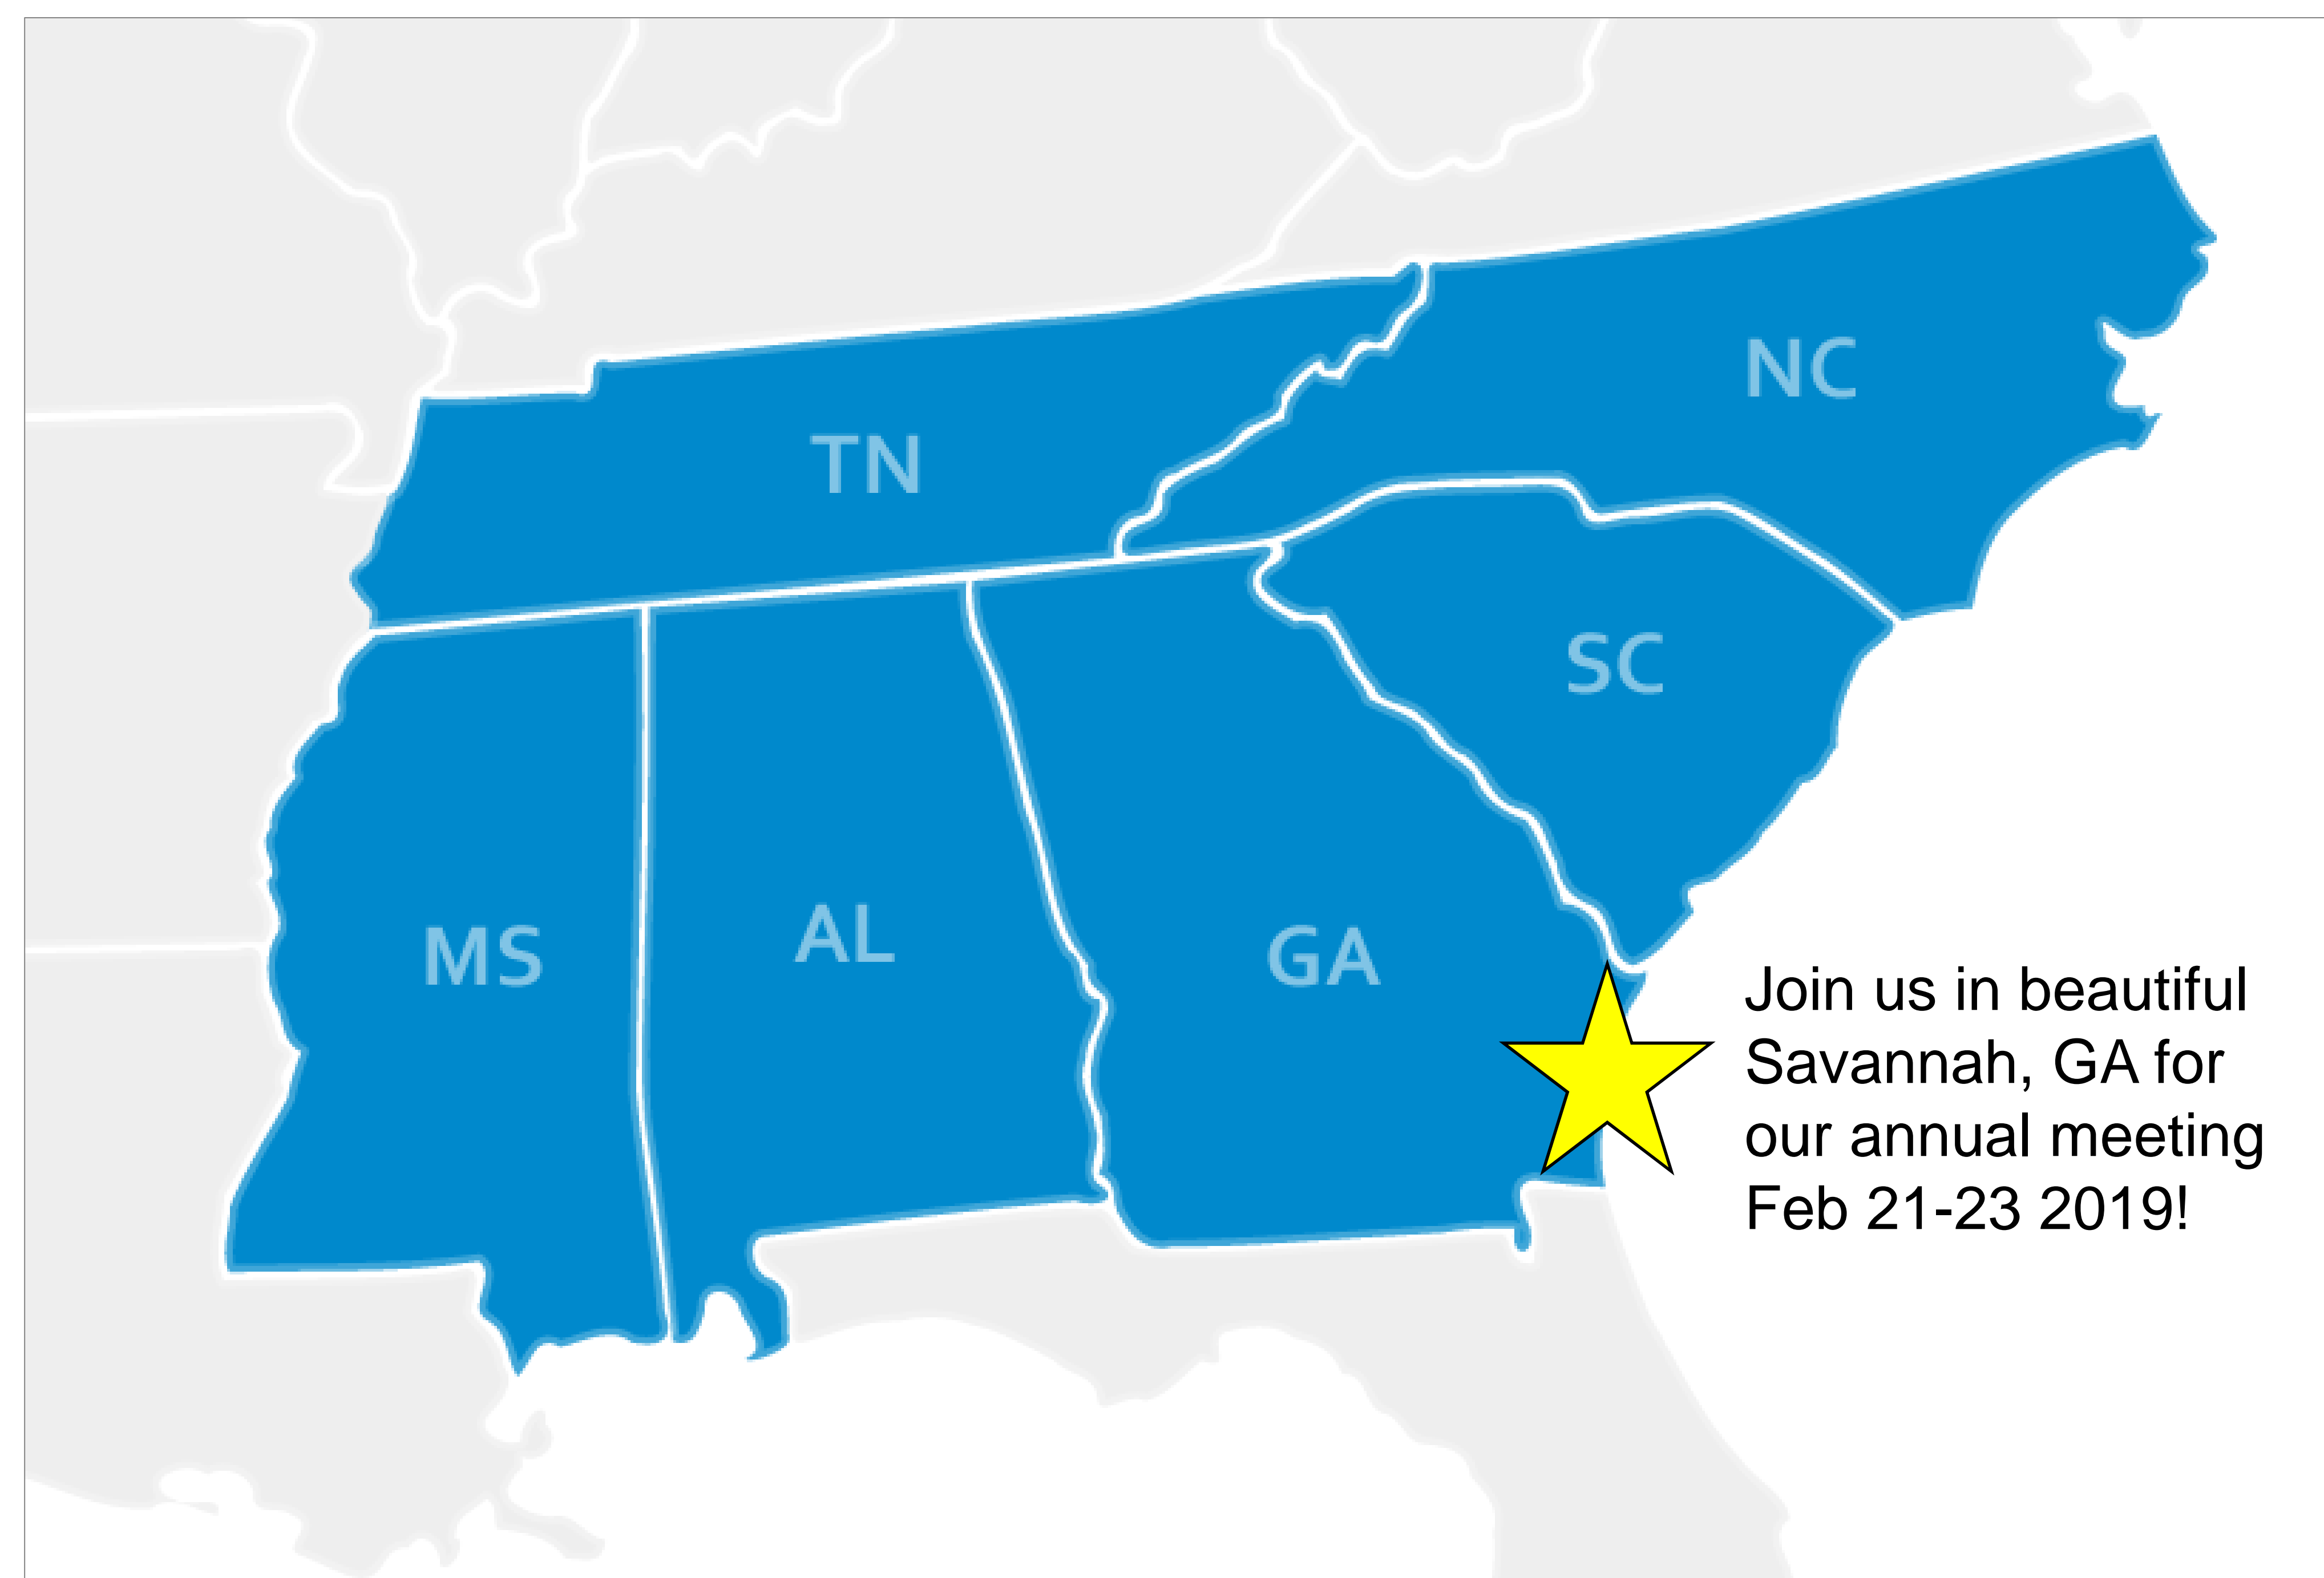 NC
TN
SC
MS
AL
GA
Join us in beautiful
Savannah, GA for
our annual meeting
Feb 21-23 2019!